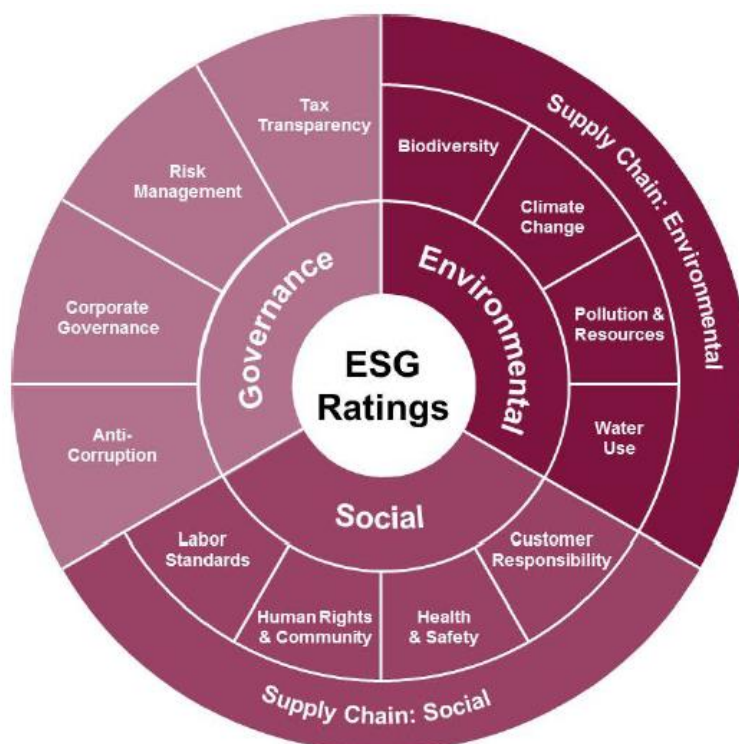 ESG
Ratings
Governance
Environmental
Social
Tax
Transparency
Risk
Management
Corporate
Governance
Anti-
Corruption
Biodiversity
Climate
Change
Pollution &
Resources
Water
Use
Customer
Responsibility
Health
& Safety
Human Rights
& Community
Labor
Standards
Supply Chain: Environmental
Supply Chain: Social